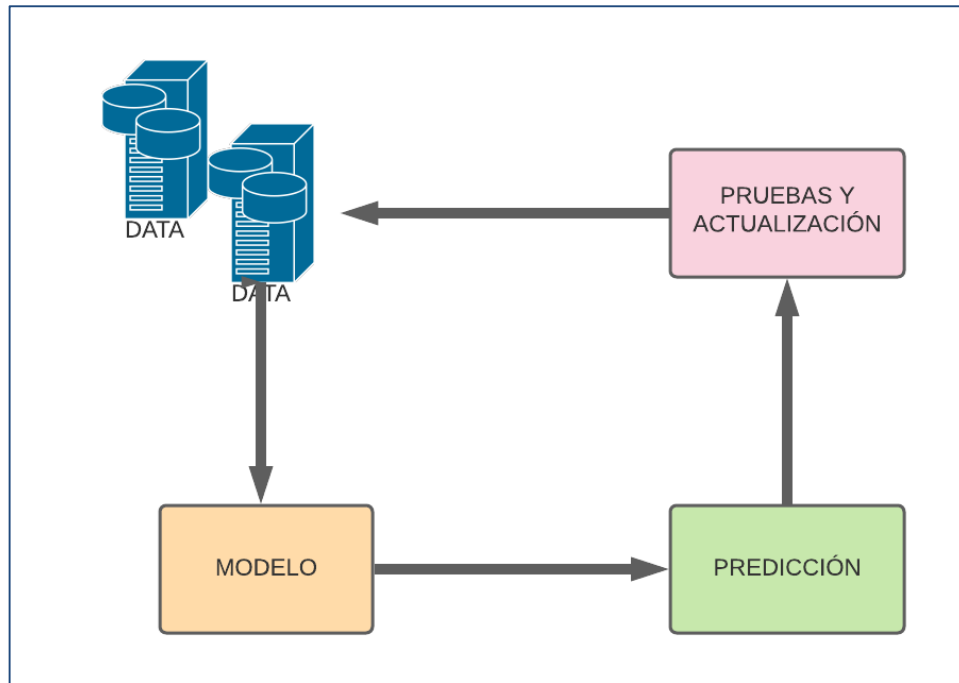 DATA
DATA
PRUEBAS Y
ACTUALIZACIÓN
MODELO
PREDICCIÓN